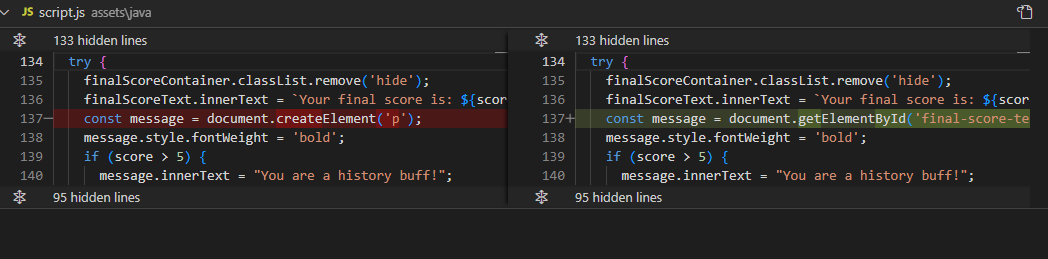 script.js assets\java
133 hidden lines
134 try {
135 finalScoreContainer.classList.remove('hide');
136 finalScoreText.innerText = `Your final score is: ${scor
137− const message = document.createElement('p');
138 message.style.fontWeight = 'bold';
139 if (score > 5) {
140 message.innerText = "You are a history buff!";
95 hidden lines
133 hidden lines
134 try {
135 finalScoreContainer.classList.remove('hide');
136 finalScoreText.innerText = `Your final score is: ${scor
137+ const message = document.getElementById('final-score-te
138 message.style.fontWeight = 'bold';
139 if (score > 5) {
140 message.innerText = "You are a history buff!";
95 hidden lines